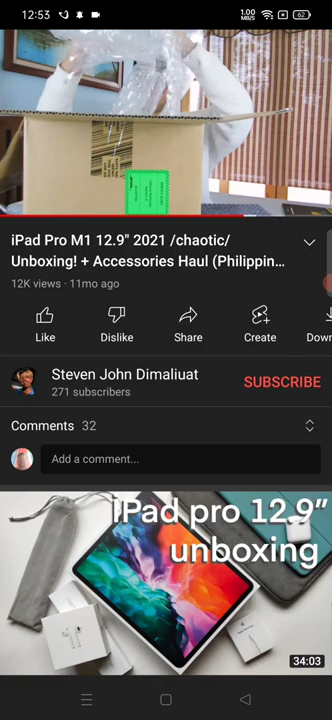 12:53
1.00
KB/S
62
iPad Pro M1 12.9" 2021 /chaotic/
Unboxing! + Accessories Haul (Philippin...
12K views · 11mo ago
Like
Dislike
Share
Create
Down
Steven John Dimaliuat
SUBSCRIBE
271 subscribers
Comments 32
Add a comment...
iPad pro 12.9”
unboxing
34:03